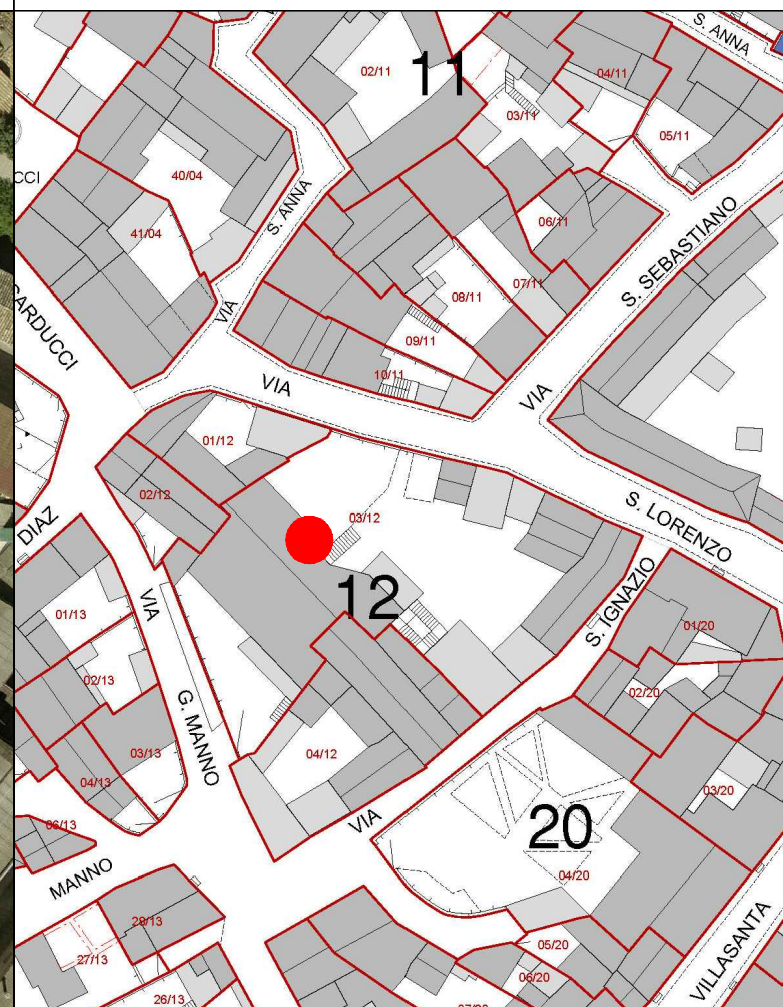 S. ANNA
11
02/11
04/11
03/11
05/11
40/04
CCI
S. ANNA
41/04
06/11
S. SEBASTIANO
07/11
08/11
CARDUCCI
VIA
09/11
10/11
VIA
VIA
01/12
02/12
03/12
S. LORENZO
DIAZ
VIA
12
S. IGNAZIO
01/13
01/20
02/13
02/20
G. MANNO
03/13
04/12
04/13
03/20
VIA
20
06/13
04/20
MANNO
28/13
VILLASANTA
05/20
27/13
06/20
26/13